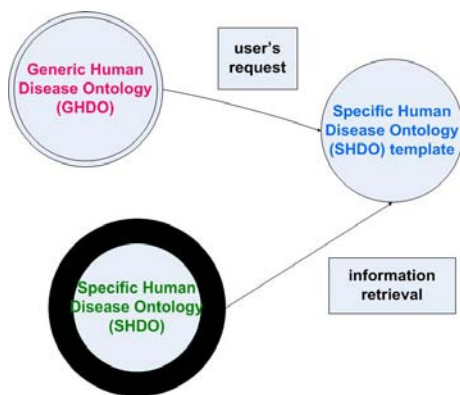 Generic Human
Disease Ontology
(GHDO)
user's
request
Specific Human
Disease Ontology
(SHDO) template
Specific Human
Disease Ontology
(SHDO)
information
retrieval